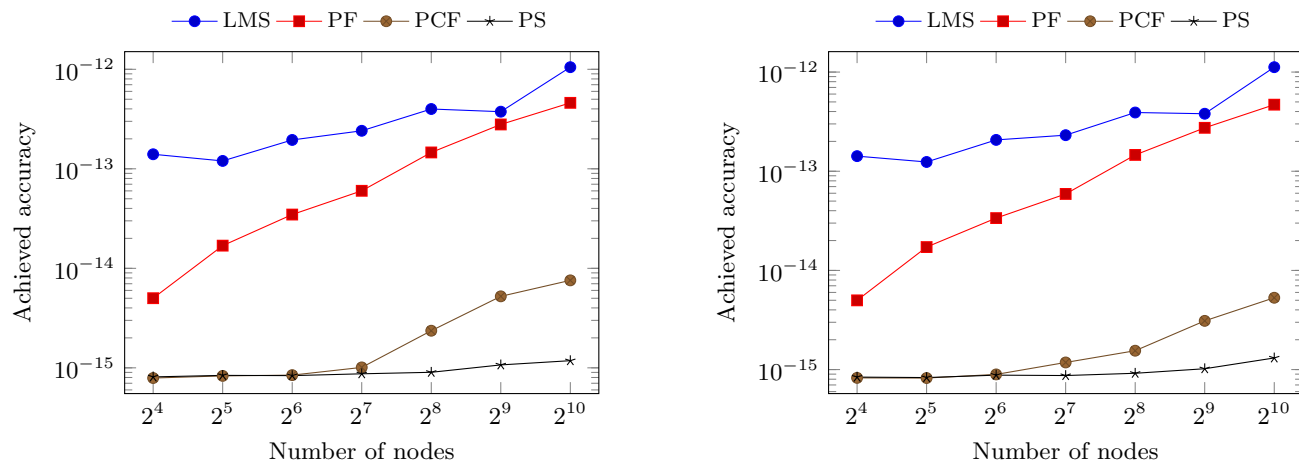 LMS PF PCF PS
10^−12
10^−13
10^−14
10^−15
2^4 2^5 2^6 2^7 2^8 2^9 2^10
Number of nodes
Achieved accuracy
LMS PF PCF PS
10^−12
10^−13
10^−14
10^−15
2^4 2^5 2^6 2^7 2^8 2^9 2^10
Number of nodes
Achieved accuracy